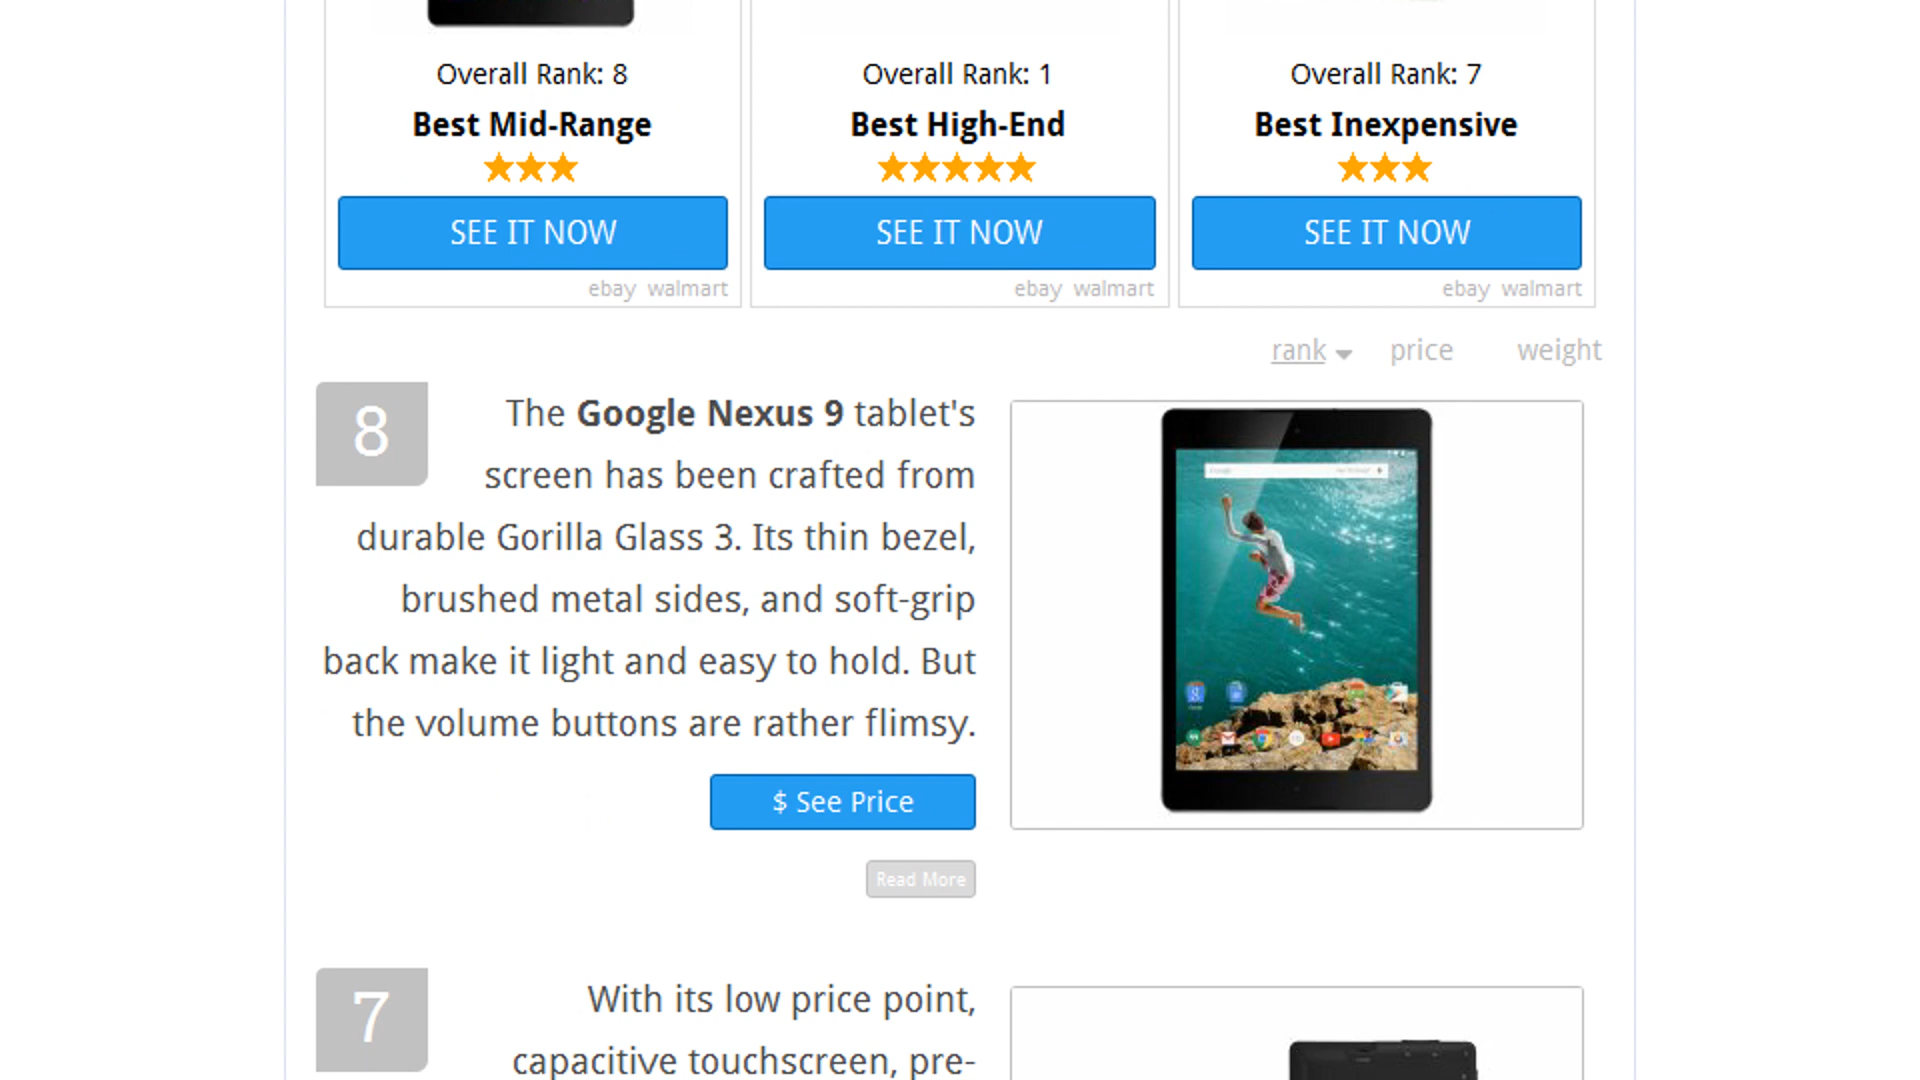 Overall Rank: 8
Best Mid-Range
SEE IT NOW
ebay walmart
Overall Rank: 1
Best High-End
SEE IT NOW
ebay walmart
Overall Rank: 7
Best Inexpensive
SEE IT NOW
ebay walmart
rank price weight
8
The Google Nexus 9 tablet's
screen has been crafted from
durable Gorilla Glass 3. Its thin bezel,
brushed metal sides, and soft-grip
back make it light and easy to hold. But
the volume buttons are rather flimsy.
$ See Price
Read More
7
With its low price point,
capacitive touchscreen, pre-